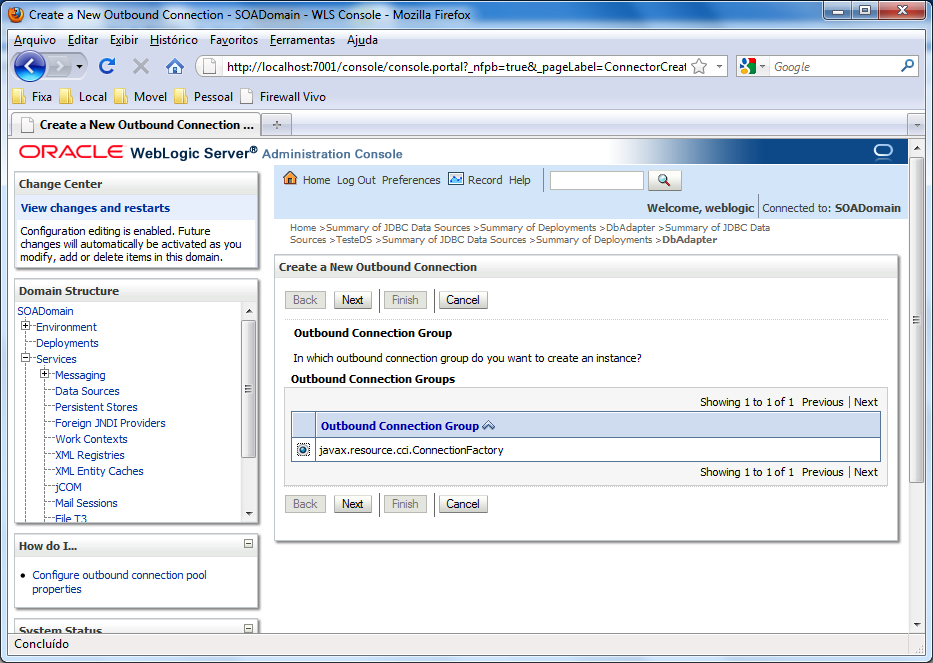 Create a New Outbound Connection - SOADomain - WLS Console - Mozilla Firefox
Arquivo Editar Exibir Histórico Favoritos Ferramentas Ajuda
http://localhost:7001/console/console.portal?_nfpb=true&_pageLabel=ConnectorCreat
Google
Fixa Local Movel Pessoal Firewall Vivo
Create a New Outbound Connection ...
ORACLE WebLogic Server® Administration Console
Change Center
View changes and restarts
Configuration editing is enabled. Future
changes will automatically be activated as you
modify, add or delete items in this domain.
Domain Structure
SOADomain
Environment
Deployments
Services
Messaging
Data Sources
Persistent Stores
Foreign JNDI Providers
Work Contexts
XML Registries
XML Entity Caches
jCOM
Mail Sessions
File T3
How do I...
Configure outbound connection pool
properties
System Status
Home Log Out Preferences Record Help
Welcome, weblogic Connected to: SOADomain
Home >Summary of JDBC Data Sources >Summary of Deployments >DbAdapter >Summary of JDBC Data
Sources >TesteDS >Summary of JDBC Data Sources >Summary of Deployments >DbAdapter
Create a New Outbound Connection
Back Next Finish Cancel
Outbound Connection Group
In which outbound connection group do you want to create an instance?
Outbound Connection Groups
Showing 1 to 1 of 1 Previous | Next
Outbound Connection Group
javax.resource.cci.ConnectionFactory
Showing 1 to 1 of 1 Previous | Next
Back Next Finish Cancel
Concluído